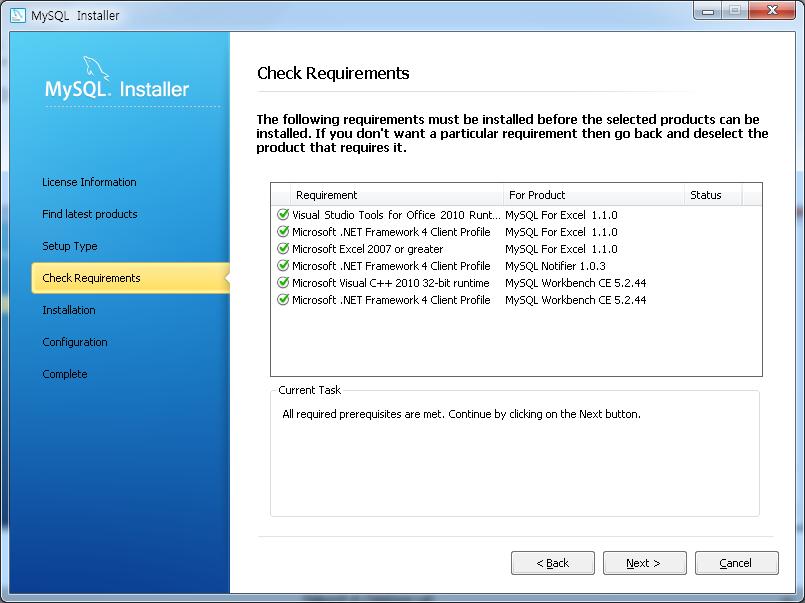 MySQL Installer
MySQL. Installer
License Information
Find latest products
Setup Type
Check Requirements
Installation
Configuration
Complete
Check Requirements
The following requirements must be installed before the selected products can be
installed. If you don't want a particular requirement then go back and deselect the
product that requires it.
Requirement For Product Status
Visual Studio Tools for Office 2010 Runt... MySQL For Excel 1.1.0
Microsoft .NET Framework 4 Client Profile MySQL For Excel 1.1.0
Microsoft Excel 2007 or greater MySQL For Excel 1.1.0
Microsoft .NET Framework 4 Client Profile MySQL Notifier 1.0.3
Microsoft Visual C++ 2010 32-bit runtime MySQL Workbench CE 5.2.44
Microsoft .NET Framework 4 Client Profile MySQL Workbench CE 5.2.44
Current Task
All required prerequisites are met. Continue by clicking on the Next button.
< Back Next > Cancel